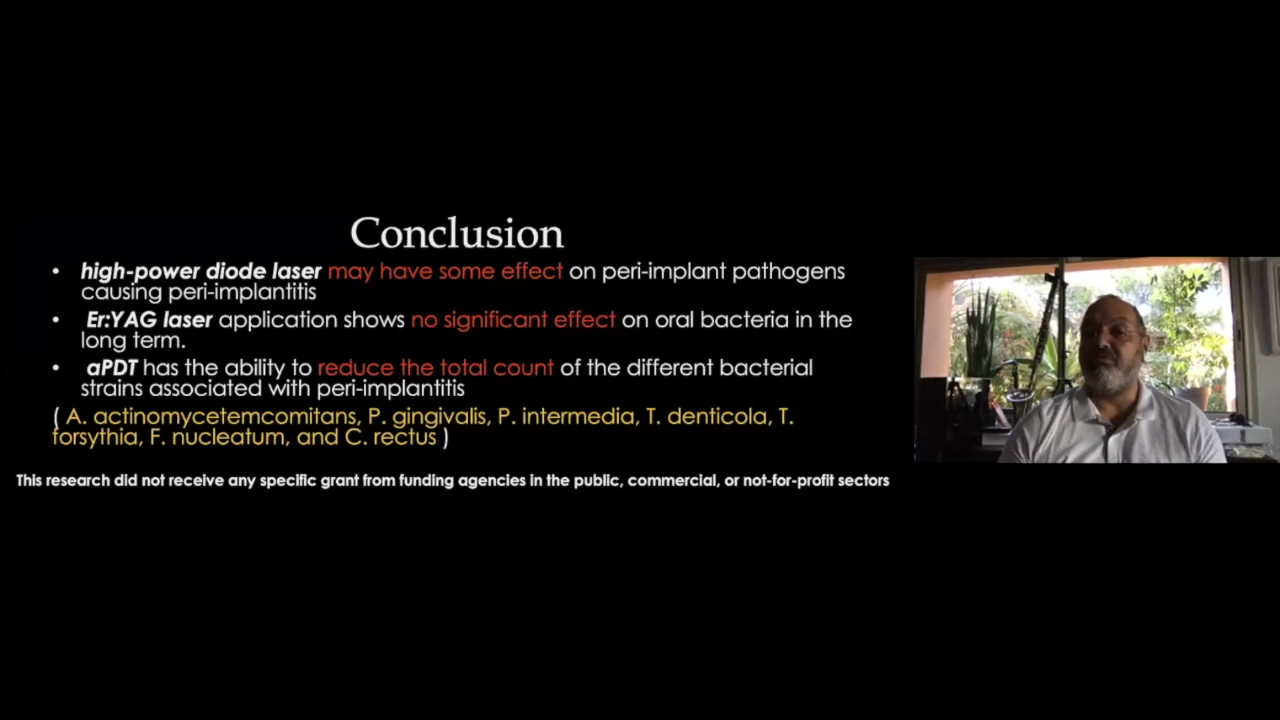 Conclusion
• high-power diode laser may have some effect on peri-implant pathogens
causing peri-implantitis
• Er:YAG laser application shows no significant effect on oral bacteria in the
long term.
• aPDT has the ability to reduce the total count of the different bacterial
strains associated with peri-implantitis
( A. actinomycetemcomitans, P. gingivalis, P. intermedia, T. denticola, T.
forsythia, F. nucleatum, and C. rectus )
This research did not receive any specific grant from funding agencies in the public, commercial, or not-for-profit sectors